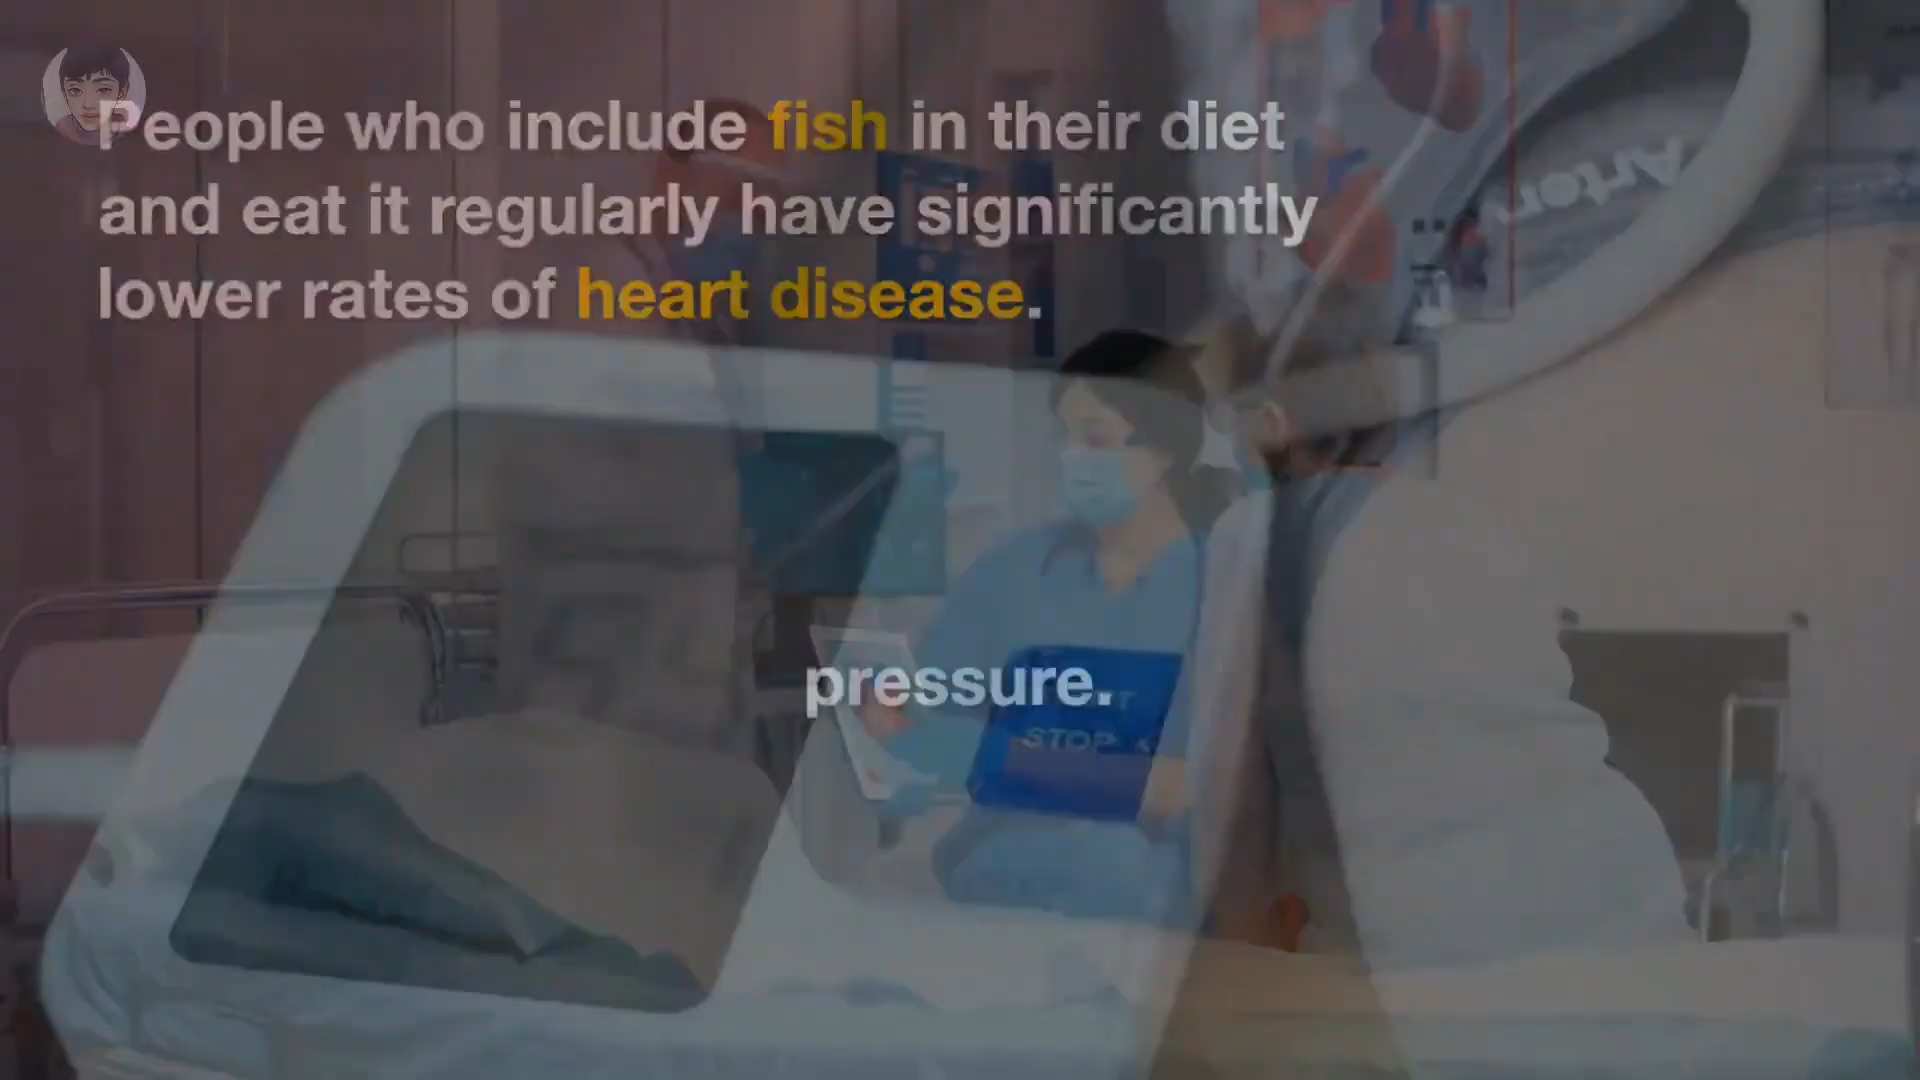 People who include fish in their diet
and eat it regularly have significantly
lower rates of heart disease.
pressure.
STOP